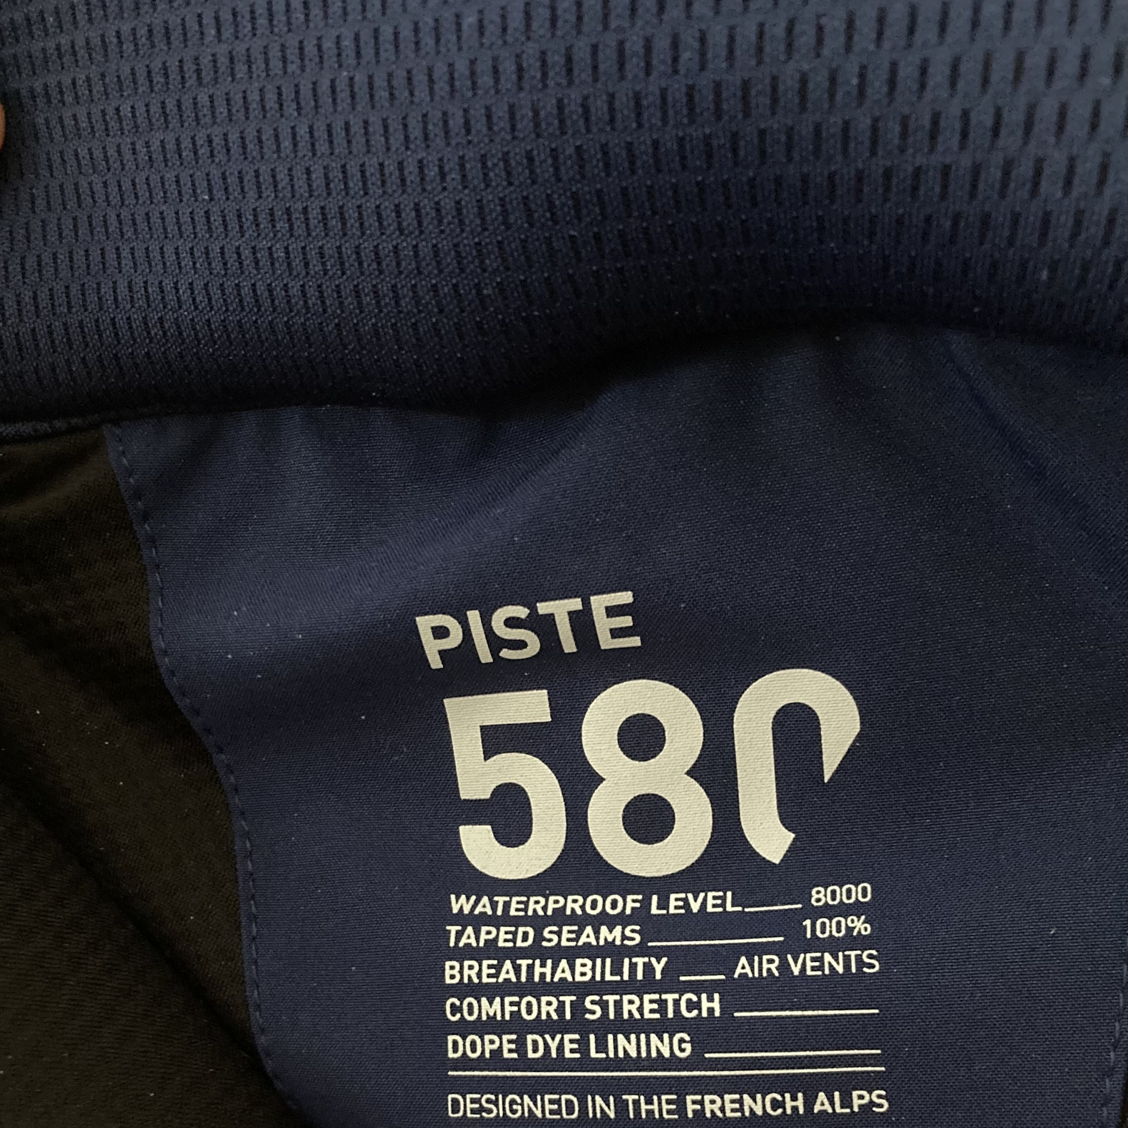 PISTE
580
WATERPROOF LEVEL 8000
TAPED SEAMS 100%
BREATHABILITY AIR VENTS
COMFORT STRETCH
DOPE DYE LINING
DESIGNED IN THE FRENCH ALPS